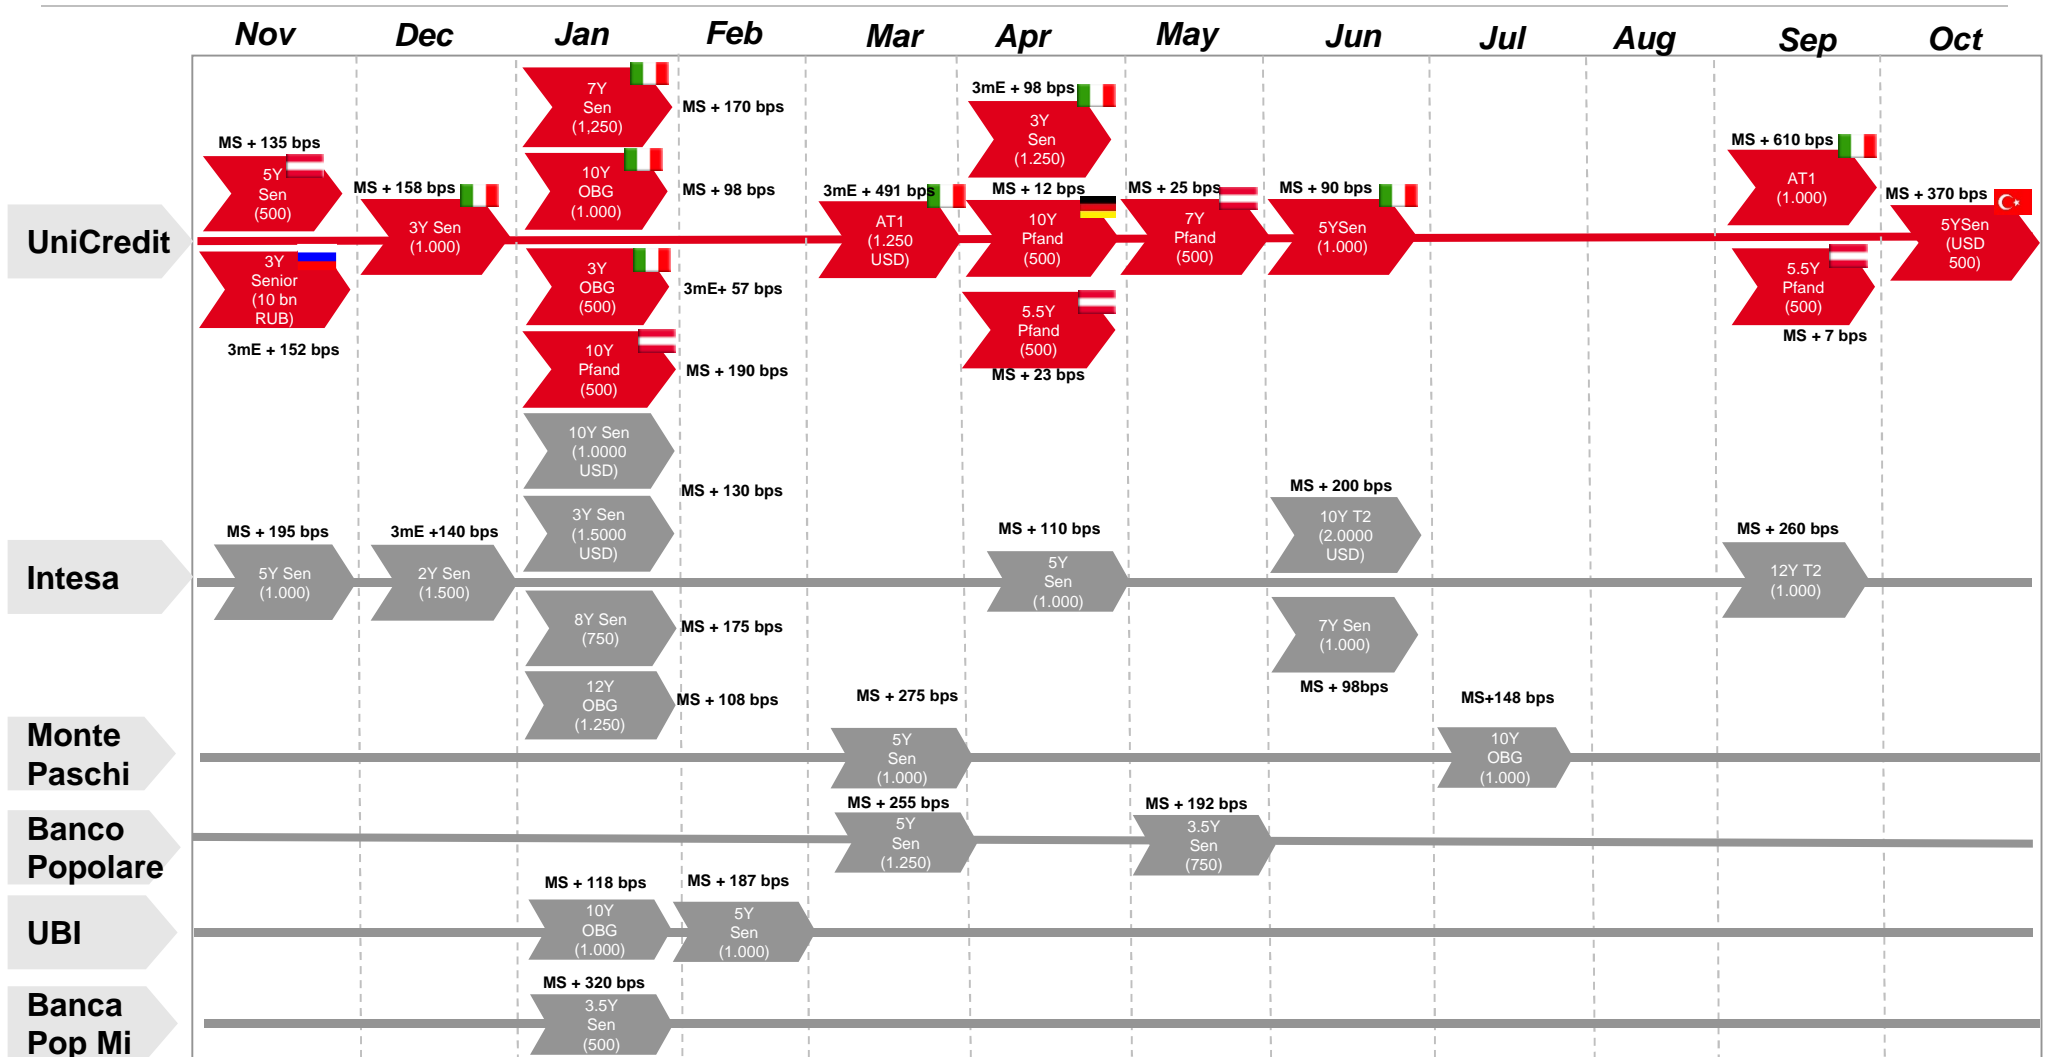 Nov Dec Jan Feb Mar Apr May Jun Jul Aug Sep Oct
UniCredit
MS + 135 bps
5Y
Sen
(500)
3Y
Senior
(10 bn
RUB)
3mE + 152 bps
MS + 158 bps
3Y Sen
(1.000)
7Y
Sen
(1,250)
MS + 170 bps
10Y
OBG
(1.000)
MS + 98 bps
3Y
OBG
(500)
3mE+ 57 bps
10Y
Pfand
(500)
MS + 190 bps
3mE + 491 bps
AT1
(1.250
USD)
3mE + 98 bps
3Y
Sen
(1.250)
MS + 12 bps
10Y
Pfand
(500)
5.5Y
Pfand
(500)
MS + 23 bps
MS + 25 bps
7Y
Pfand
(500)
MS + 90 bps
5YSen
(1.000)
MS + 610 bps
AT1
(1.000)
5.5Y
Pfand
(500)
MS + 7 bps
MS + 370 bps
5YSen
(USD
500)
Intesa
MS + 195 bps
5Y Sen
(1.000)
3mE +140 bps
2Y Sen
(1.500)
10Y Sen
(1.0000
USD)
MS + 130 bps
3Y Sen
(1.5000
USD)
8Y Sen
(750)
MS + 175 bps
12Y
OBG
(1.250)
MS + 108 bps
MS + 110 bps
5Y
Sen
(1.000)
MS + 200 bps
10Y T2
(2.0000
USD)
7Y Sen
(1.000)
MS + 98bps
MS + 260 bps
12Y T2
(1.000)
Monte
Paschi
MS + 275 bps
5Y
Sen
(1.000)
MS+148 bps
10Y
OBG
(1.000)
Banco
Popolare
MS + 255 bps
5Y
Sen
(1.250)
MS + 192 bps
3.5Y
Sen
(750)
UBI
MS + 118 bps
10Y
OBG
(1.000)
MS + 187 bps
5Y
Sen
(1.000)
Banca
Pop Mi
MS + 320 bps
3.5Y
Sen
(500)